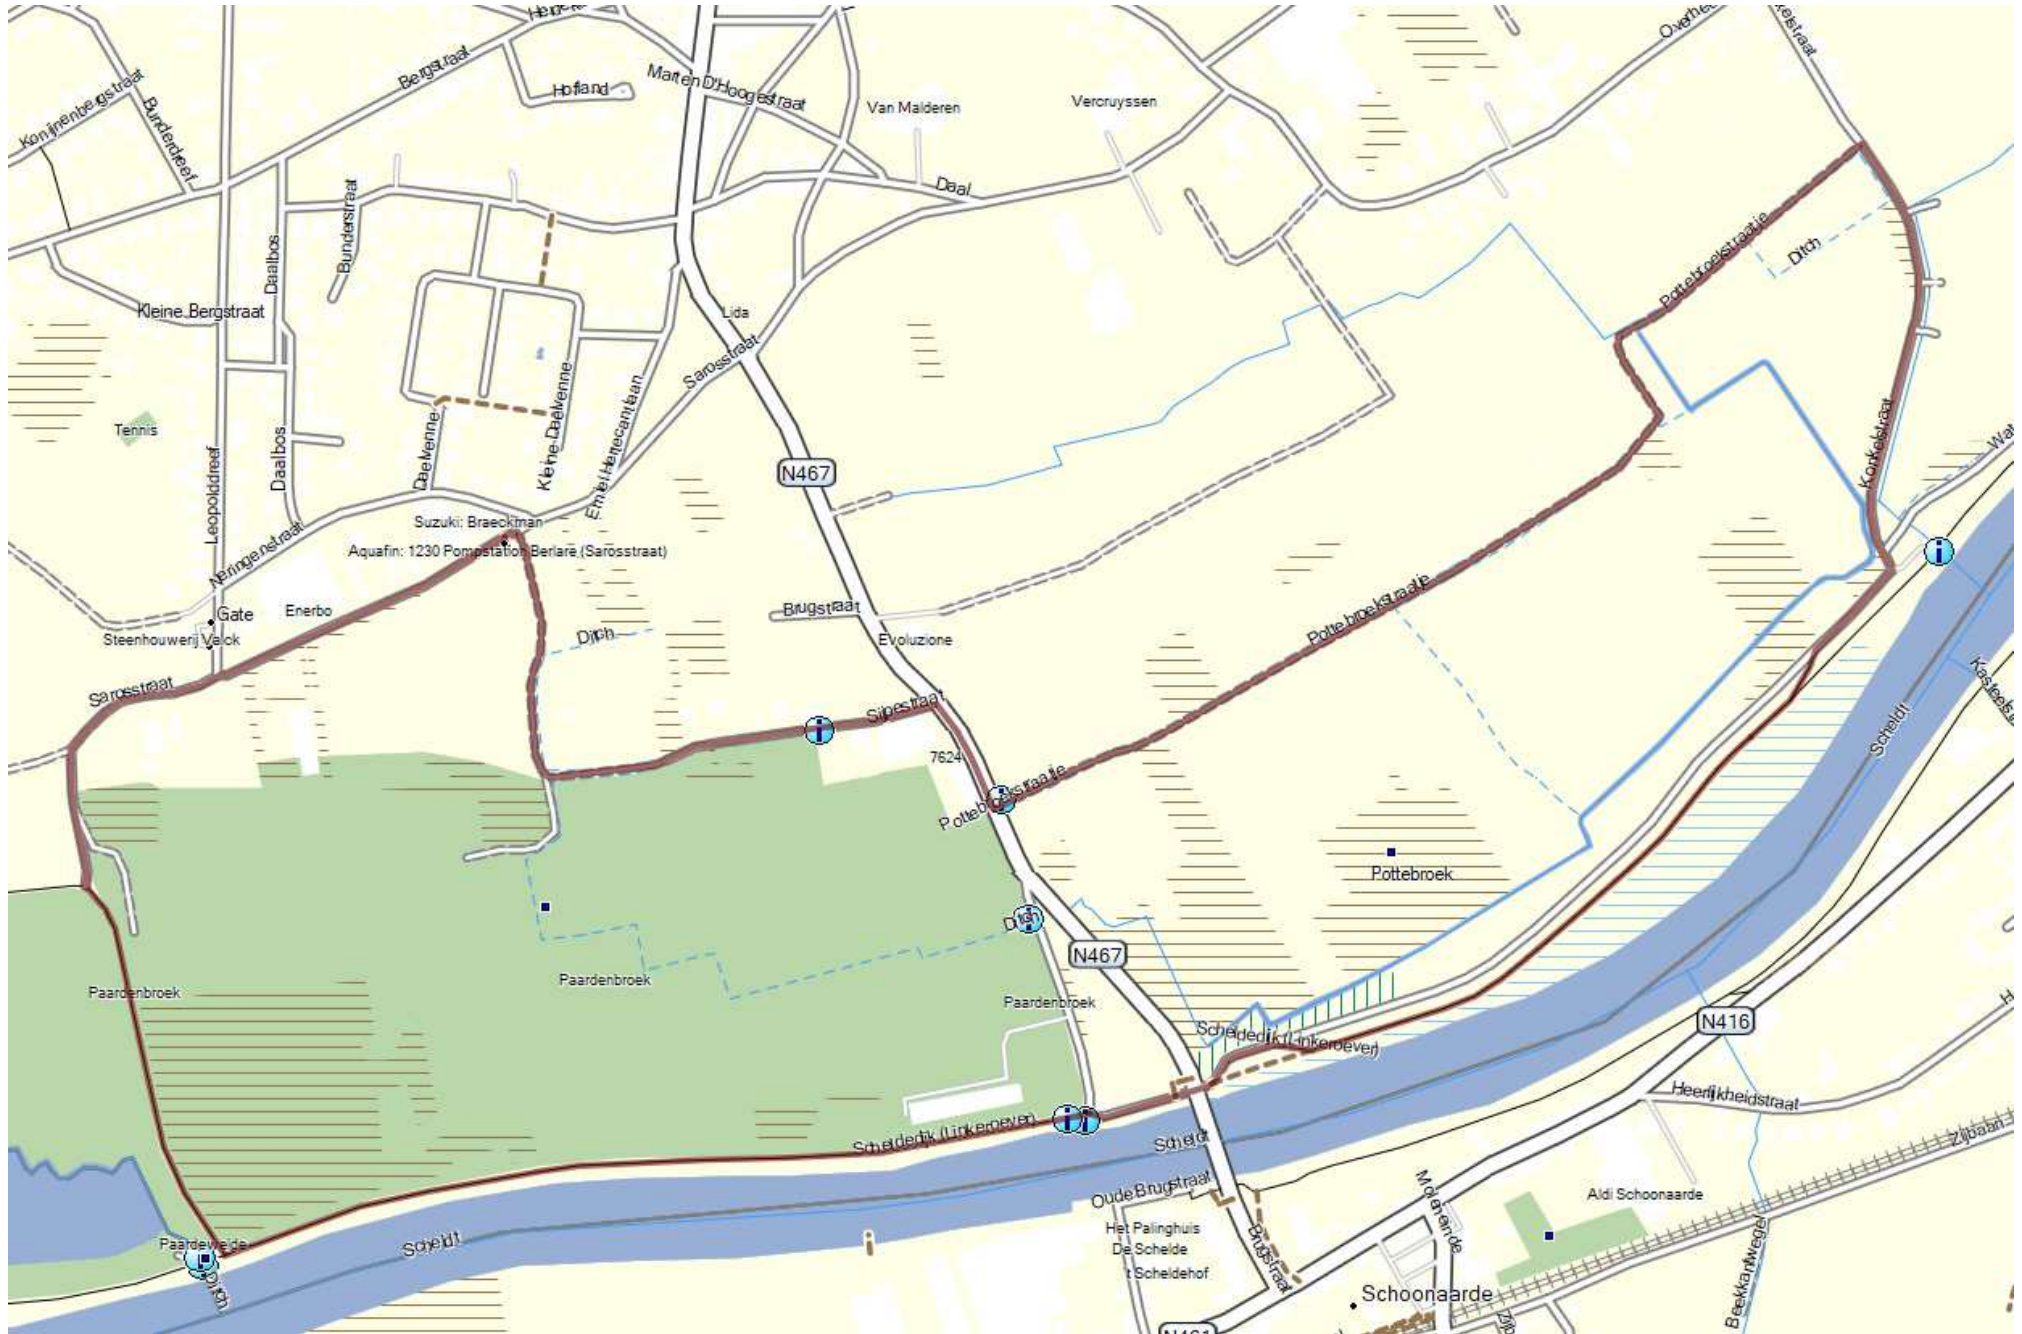 Bergstraat
Hofland
Marten D'Hoogestraat
Van Malderen
Vercruyssen
Konijnenbergstraat
Bunderdreef
Daal
Bunderstraat
Daalbos
Pottebroekstraatje
Ditch
Kleine Bergstraat
Lida
Sarosstraat
Tennis
Daelvenne
Kleine Daelvenne
Emiel Hertecantlaan
Konkelstraat
Leopolddreef
Daalbos
N467
Suzuki: Braeckman
Aquafin: 1230 Pompstation Berlare (Sarosstraat)
Neringenstraat
Enerbo
Gate
Steenhouwerij Valck
Ditch
Brugstraat
Evoluzione
Pottebroekstraatje
Sarosstraat
Sijpestraat
7624
Pottebroekstraatje
Scheldt
Pottebroek
Ditch
N467
Paardenbroek
Paardenbroek
Paardenbroek
N416
Scheldedijk (Linkeroever)
Heerlijkheidstraat
Scheldedijk (Linkeroever)
Scheldt
Zijbaan
Oude Brugstraat
Moleneinde
Aldi Schoonaarde
Paardeweide
Scheldt
Het Palinghuis
De Schelde
't Scheldehof
Brugstraat
Beekkantwegel
Ditch
Schoonaarde